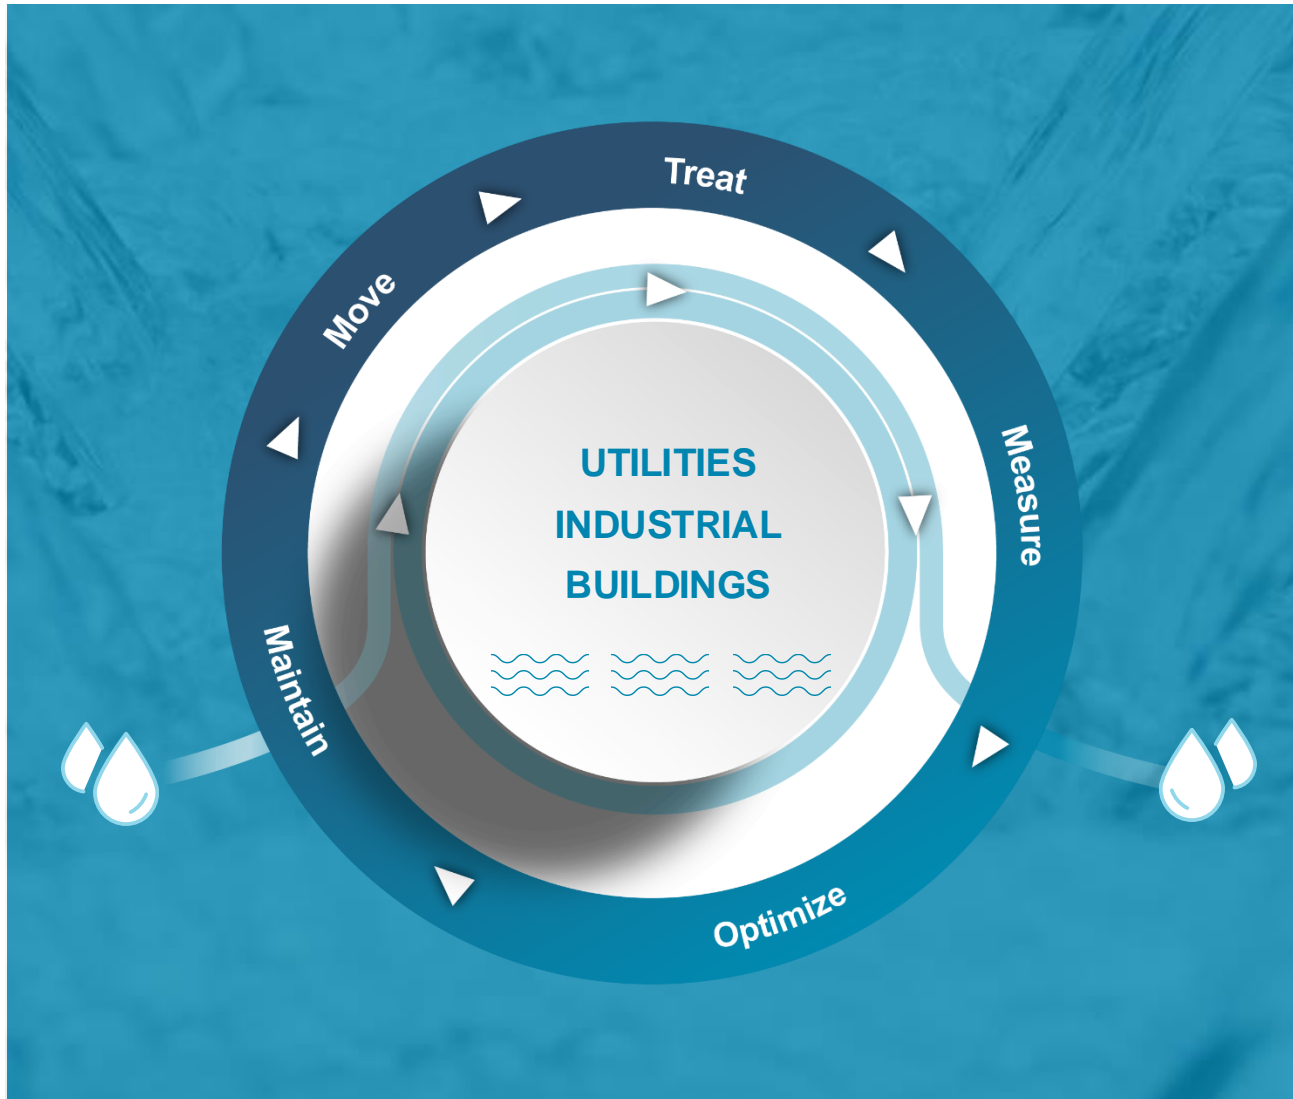 Treat
Move
Measure
UTILITIES
INDUSTRIAL
BUILDINGS
Maintain
Optimize